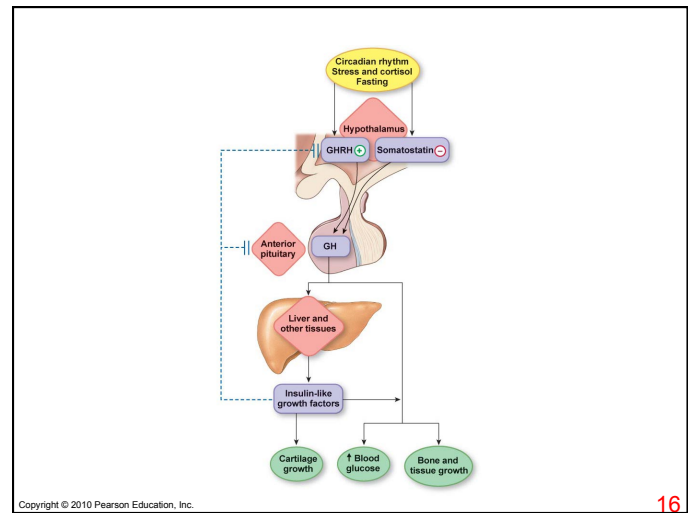 Circadian rhythm
Stress and cortisol
Fasting
Hypothalamus
GHRH +
Somatostatin −
Anterior
pituitary
GH
Liver and
other tissues
Insulin-like
growth factors
Cartilage
growth
↑ Blood
glucose
Bone and
tissue growth
Copyright © 2010 Pearson Education, Inc.
16